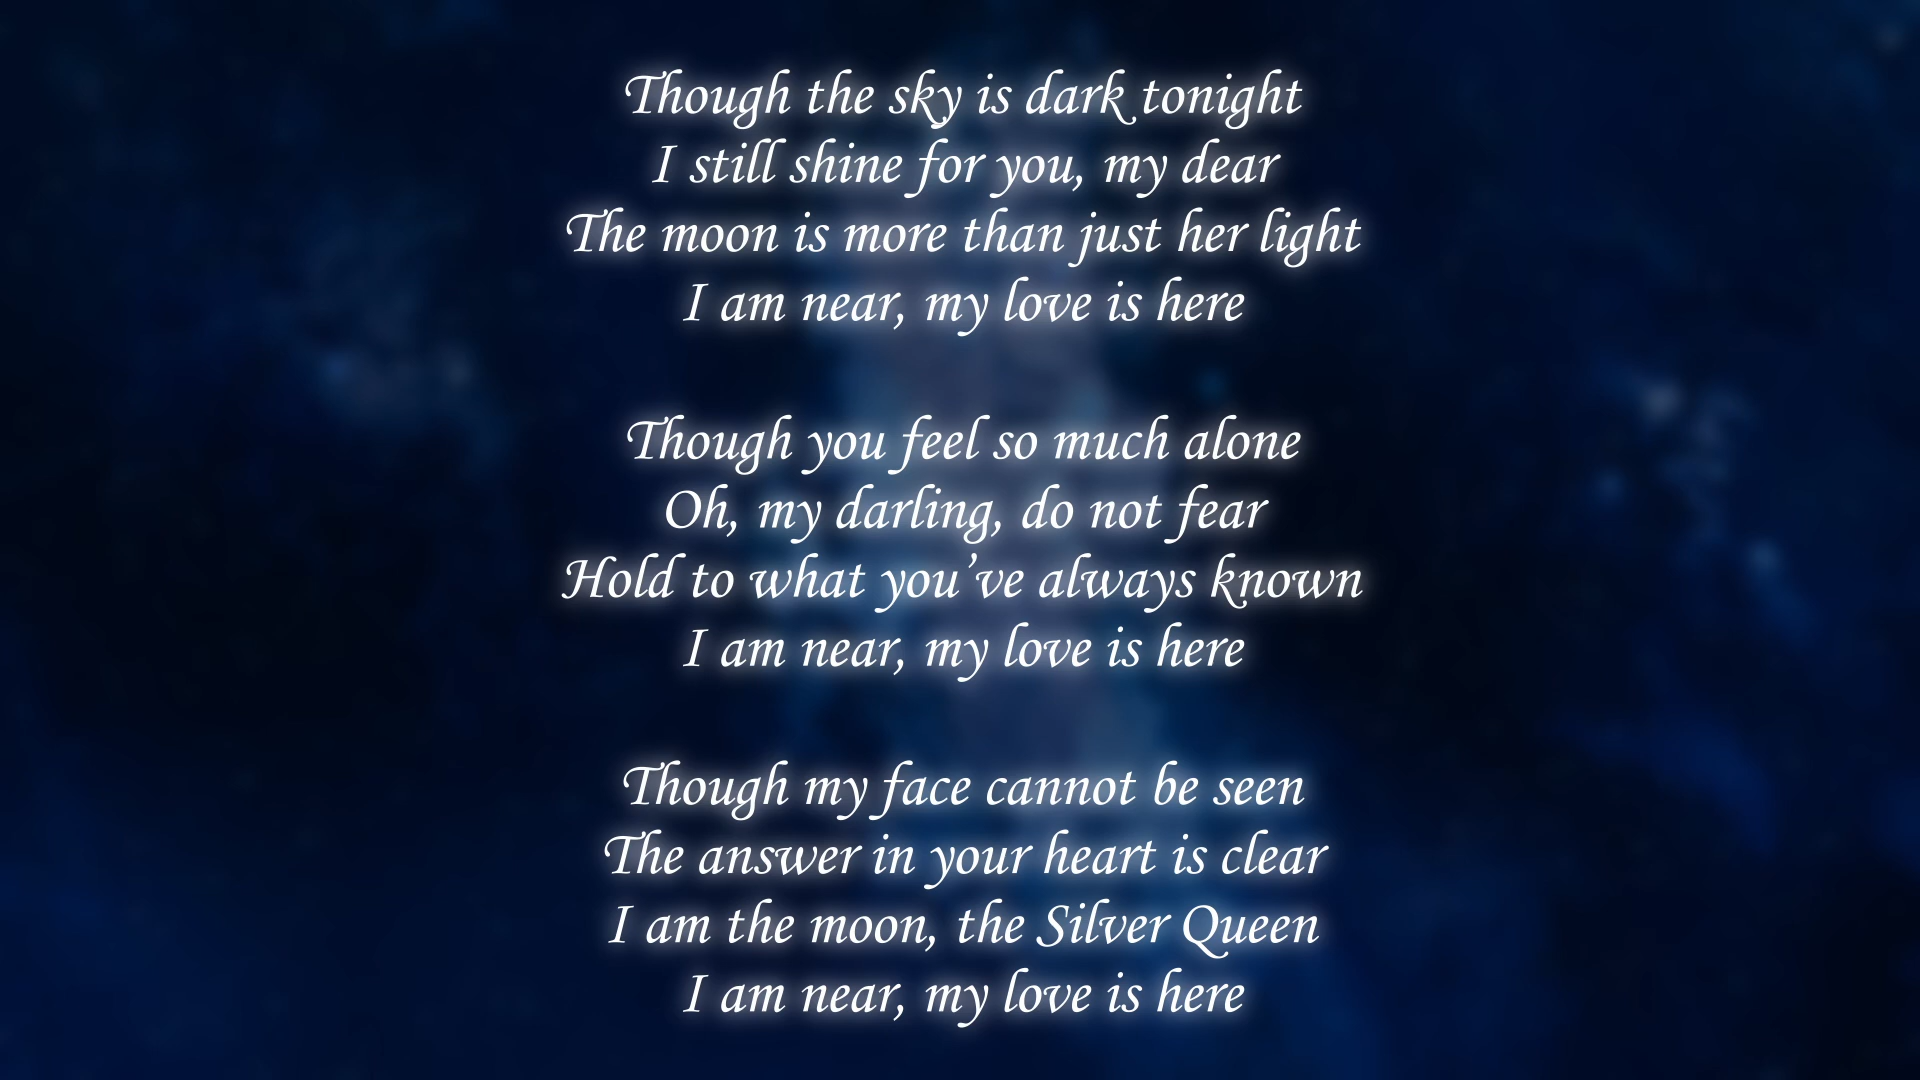 Though the sky is dark tonight
I still shine for you, my dear
The moon is more than just her light
I am near, my love is here
Though you feel so much alone
Oh, my darling, do not fear
Hold to what you’ve always known
I am near, my love is here
Though my face cannot be seen
The answer in your heart is clear
I am the moon, the Silver Queen
I am near, my love is here